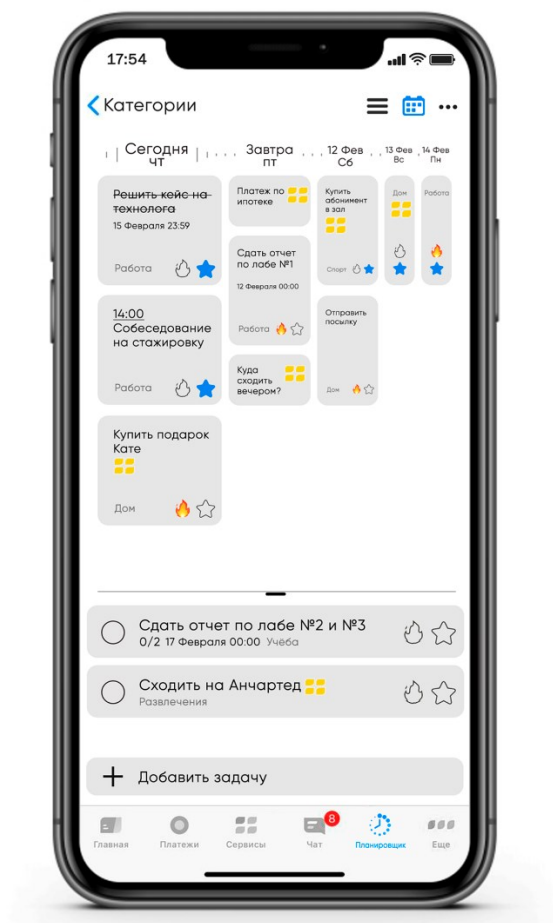 17:54
Категории
Сегодня
чт
Завтра
пт
12 Фев
Сб
13 Фев
Вс
14 Фев
Пн
Решить кейс на
технолога
15 Февраля 23:59
Работа
14:00
Собеседование
на стажировку
Работа
Купить подарок
Кате
Дом
Платеж по
ипотеке
Сдать отчет
по лабе №1
12 Февраля 00:00
Работа
Куда
сходить
вечером?
Купить
абонимент
в зал
Спорт
Отправить
посылку
Дом
Дом
Работа
Сдать отчет по лабе №2 и №3
0/2 17 Февраля 00:00 Учёба
Сходить на Анчартед
Развлечения
Добавить задачу
8
Главная
Платежи
Сервисы
Чат
Планировщик
Еще